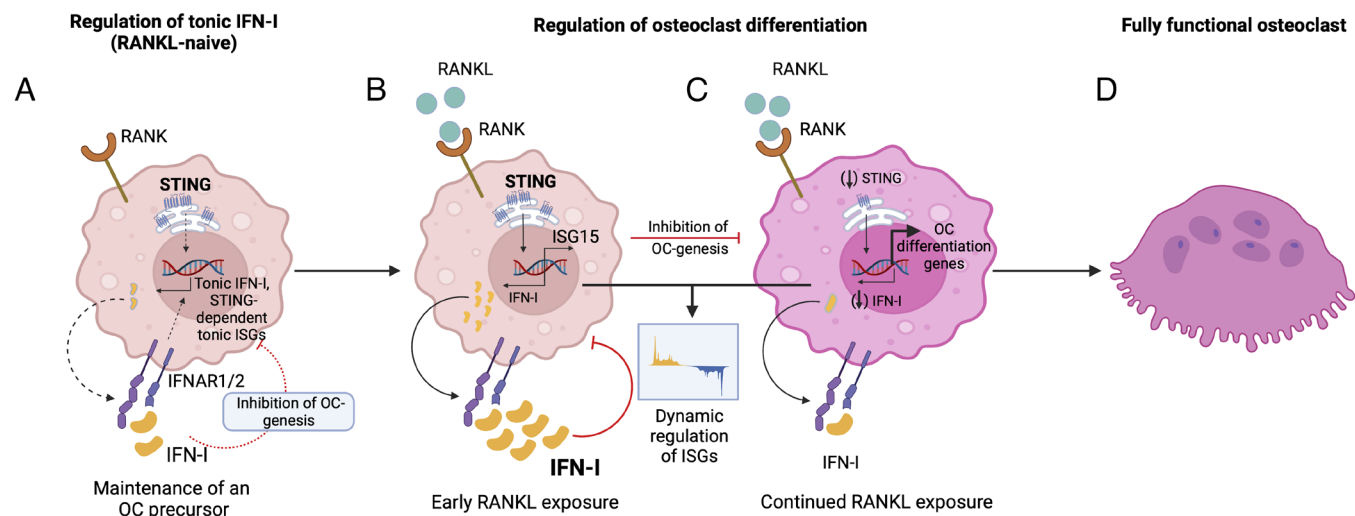 Regulation of tonic IFN-I
(RANKL-naive)
Regulation of osteoclast differentiation
Fully functional osteoclast
A
RANK
STING
Tonic IFN-I,
STING-
dependent
tonic ISGs
IFNAR1/2
Inhibition of OC-
genesis
IFN-I
Maintenance of an
OC precursor
B
RANKL
RANK
STING
ISG15
IFN-I
IFN-I
Early RANKL exposure
Inhibition of
OC-genesis
Dynamic
regulation
of ISGs
C
RANKL
RANK
(↓) STING
OC
differentiation
genes
(↓) IFN-I
IFN-I
Continued RANKL exposure
D